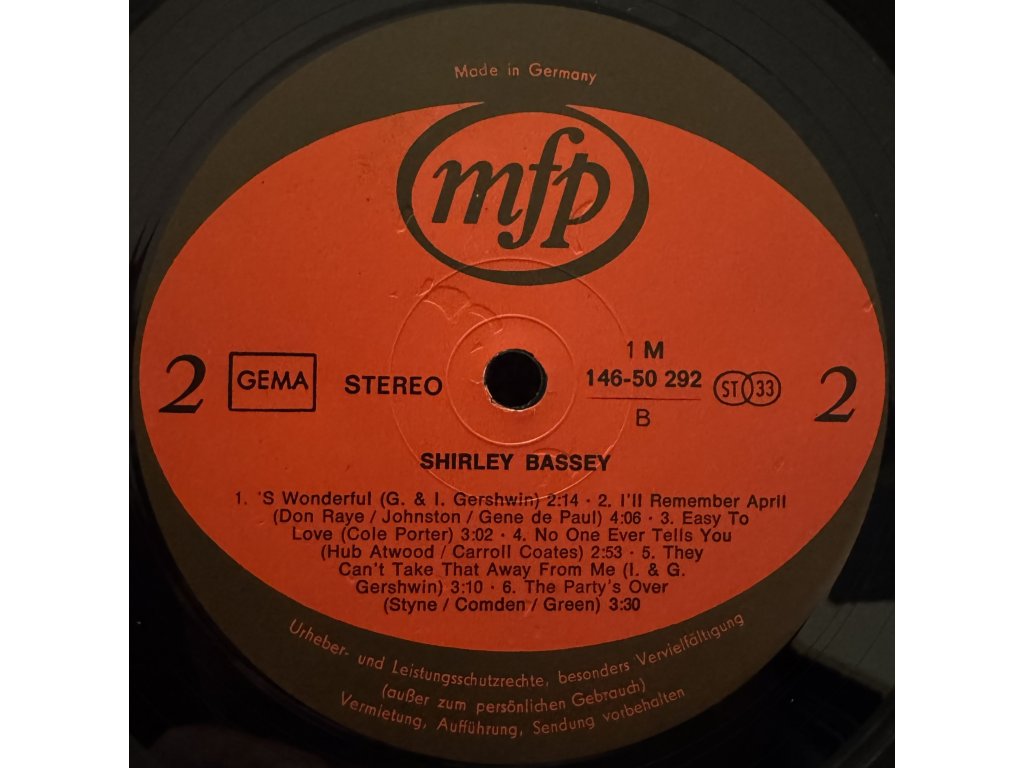 Made in Germany
mfp
2
GEMA
STEREO
1 M
146-50 292
B
ST 33
2
SHIRLEY BASSEY
1. 'S Wonderful (G. & I. Gershwin) 2:14 · 2. I'll Remember April
(Don Raye / Johnston / Gene de Paul) 4:06 · 3. Easy To
Love (Cole Porter) 3:02 · 4. No One Ever Tells You
(Hub Atwood / Carroll Coates) 2:53 · 5. They
Can't Take That Away From Me (I. & G.
Gershwin) 3:10 · 6. The Party's Over
(Styne / Comden / Green) 3:30
Urheber- und Leistungsschutzrechte, besonders Vervielfältigung
(außer zum persönlichen Gebrauch)
Vermietung, Aufführung, Sendung vorbehalten